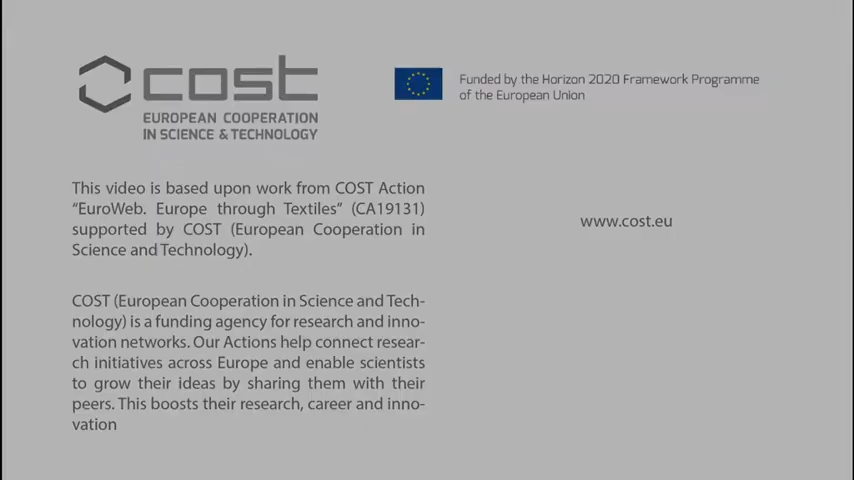 cost
EUROPEAN COOPERATION
IN SCIENCE & TECHNOLOGY
Funded by the Horizon 2020 Framework Programme
of the European Union
This video is based upon work from COST Action
“EuroWeb. Europe through Textiles” (CA19131)
supported by COST (European Cooperation in
Science and Technology).
www.cost.eu
COST (European Cooperation in Science and Tech-
nology) is a funding agency for research and inno-
vation networks. Our Actions help connect resear-
ch initiatives across Europe and enable scientists
to grow their ideas by sharing them with their
peers. This boosts their research, career and inno-
vation